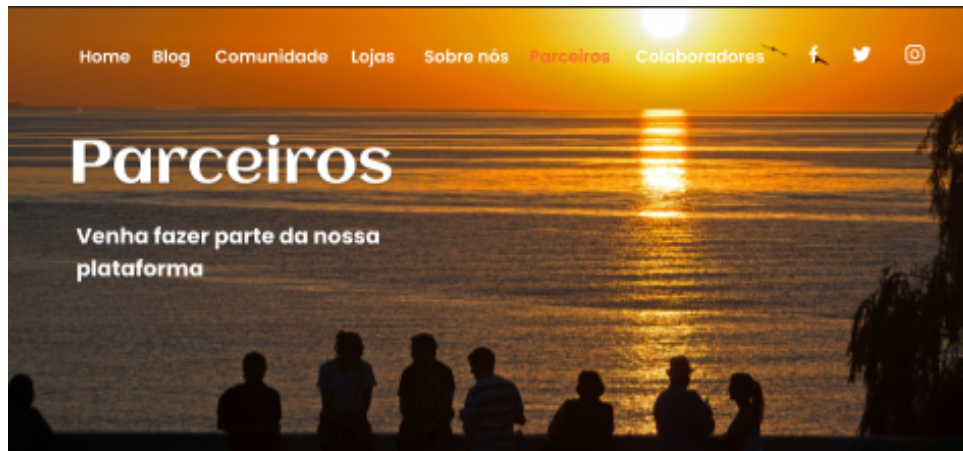 Home Blog Comunidade Lojas Sobre nós Parceiros Colaboradores
Parceiros
Venha fazer parte da nossa
plataforma